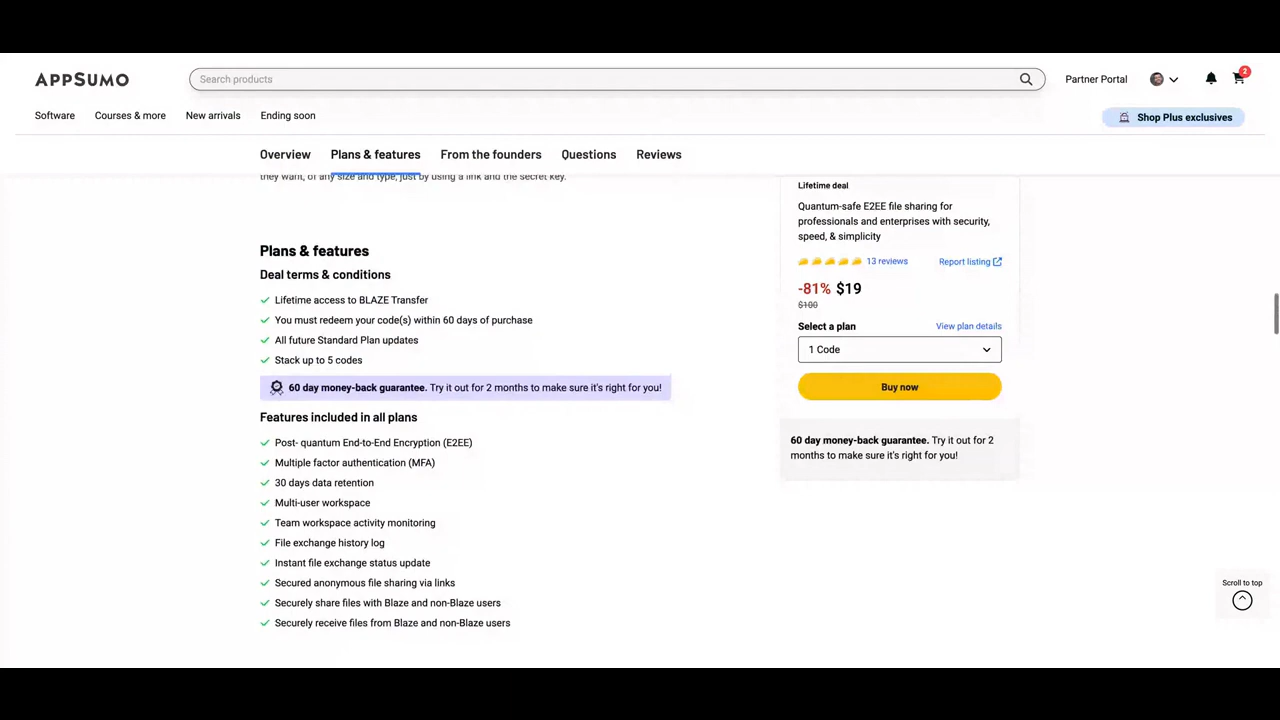 APPSUMO
Search products
Partner Portal
2
Software
Courses & more
New arrivals
Ending soon
Shop Plus exclusives
Overview
Plans & features
From the founders
Questions
Reviews
they want, of any size and type, just by using a link and the secret key.
Plans & features
Deal terms & conditions
Lifetime access to BLAZE Transfer
You must redeem your code(s) within 60 days of purchase
All future Standard Plan updates
Stack up to 5 codes
60 day money-back guarantee. Try it out for 2 months to make sure it's right for you!
Features included in all plans
Post- quantum End-to-End Encryption (E2EE)
Multiple factor authentication (MFA)
30 days data retention
Multi-user workspace
Team workspace activity monitoring
File exchange history log
Instant file exchange status update
Secured anonymous file sharing via links
Securely share files with Blaze and non-Blaze users
Securely receive files from Blaze and non-Blaze users
Lifetime deal
Quantum-safe E2EE file sharing for
professionals and enterprises with security,
speed, & simplicity
13 reviews
Report listing
-81% $19
$100
Select a plan
View plan details
1 Code
Buy now
60 day money-back guarantee. Try it out for 2
months to make sure it's right for you!
Scroll to top